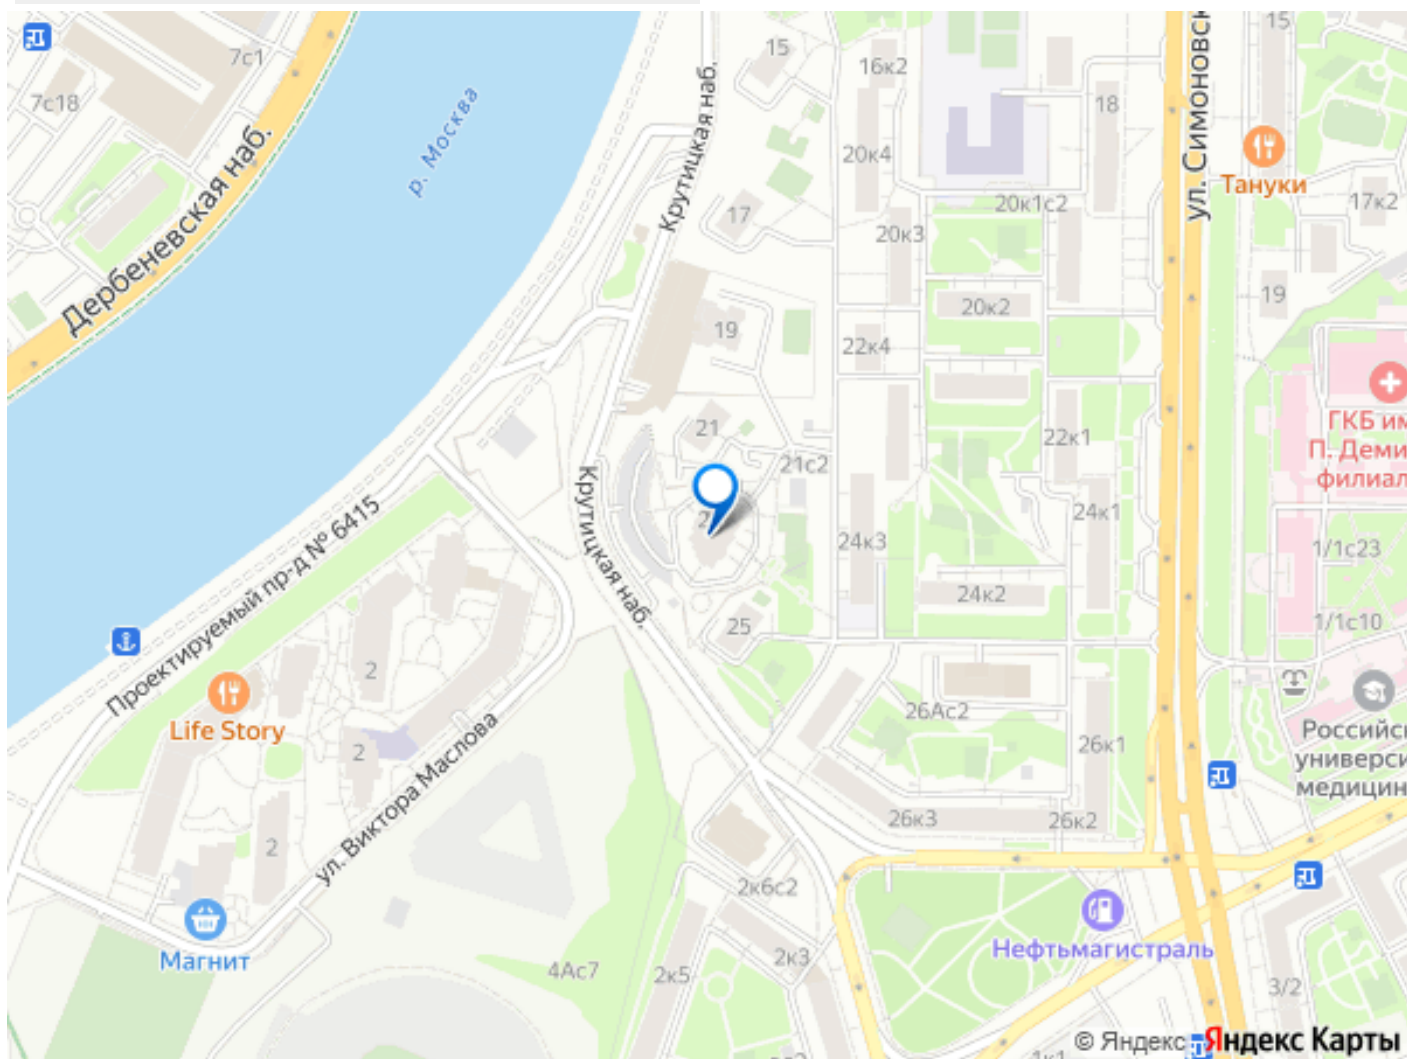 7с1
7с18
Дербеневская наб.
р. Москва
Крутицкая наб.
15
16к2
18
ул. Симоновск
15
Тануки
17к2
20к4
20к1с2
17
20к3
19
20к2
19
22к4
ГКБ им
П. Деми
филиал
21
22к1
21с2
Крутицкая наб.
24к1
24к3
1/1с23
Проектируемый пр-д № 6415
24к2
1/1с10
25
2
Life Story
26Ас2
26к1
Российск
универси
медицин
2
ул. Виктора Маслова
2
26к3
26к2
2к6с2
Магнит
Нефтьмагистраль
4Ас7
2к5
2к3
3/2
© Яндекс
Яндекс Карты